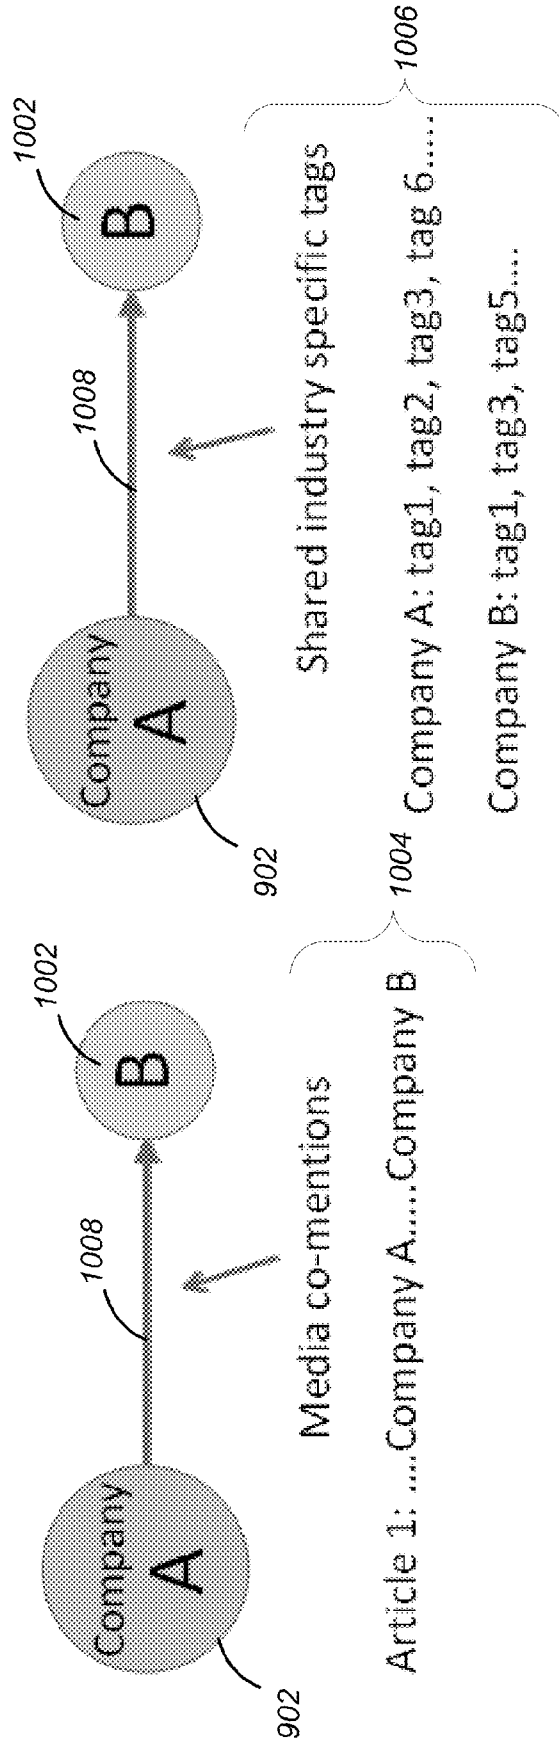 1002
1008
Company
A
B
902
Media co-mentions
1004
Article 1: ....Company A.....Company B
1002
1008
Company
A
B
902
Shared industry specific tags
1006
Company A: tag1, tag2, tag3, tag 6.....
Company B: tag1, tag3, tag5....